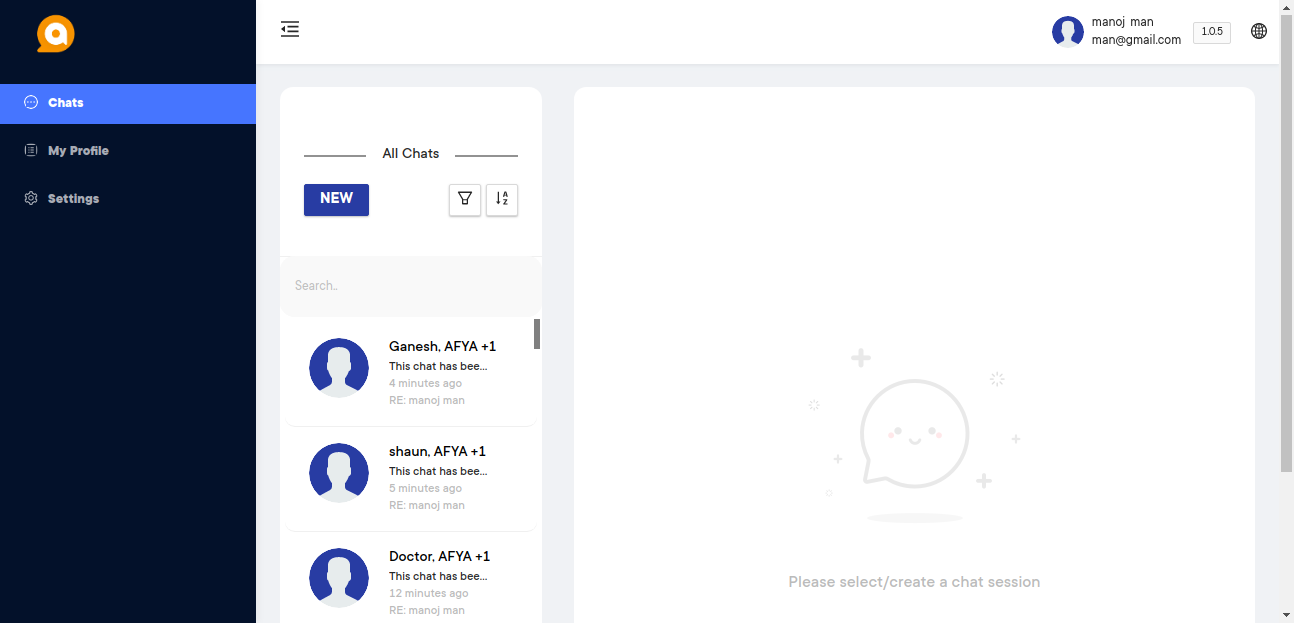 Chats
My Profile
Settings
manoj man
man@gmail.com
1.0.5
All Chats
NEW
A
Z
Search..
Ganesh, AFYA +1
This chat has bee...
4 minutes ago
RE: manoj man
shaun, AFYA +1
This chat has bee...
5 minutes ago
RE: manoj man
Doctor, AFYA +1
This chat has bee...
12 minutes ago
RE: manoj man
Please select/create a chat session